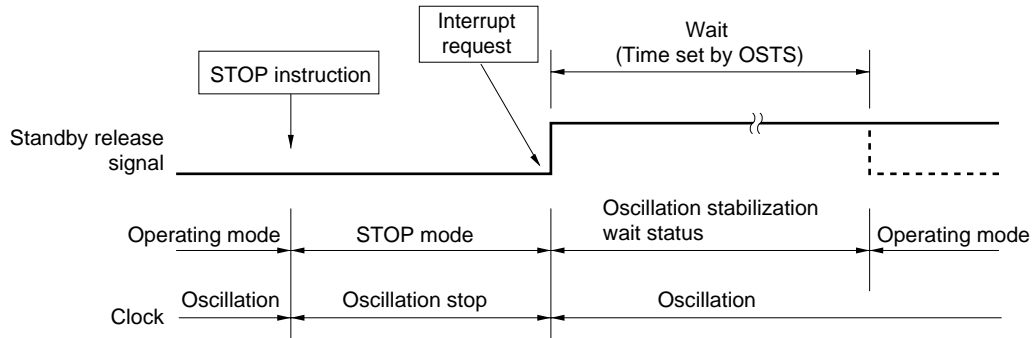 Interrupt
request
Wait
(Time set by OSTS)
STOP instruction
Standby release
signal
Operating mode
STOP mode
Oscillation stabilization
wait status
Operating mode
Clock
Oscillation
Oscillation stop
Oscillation